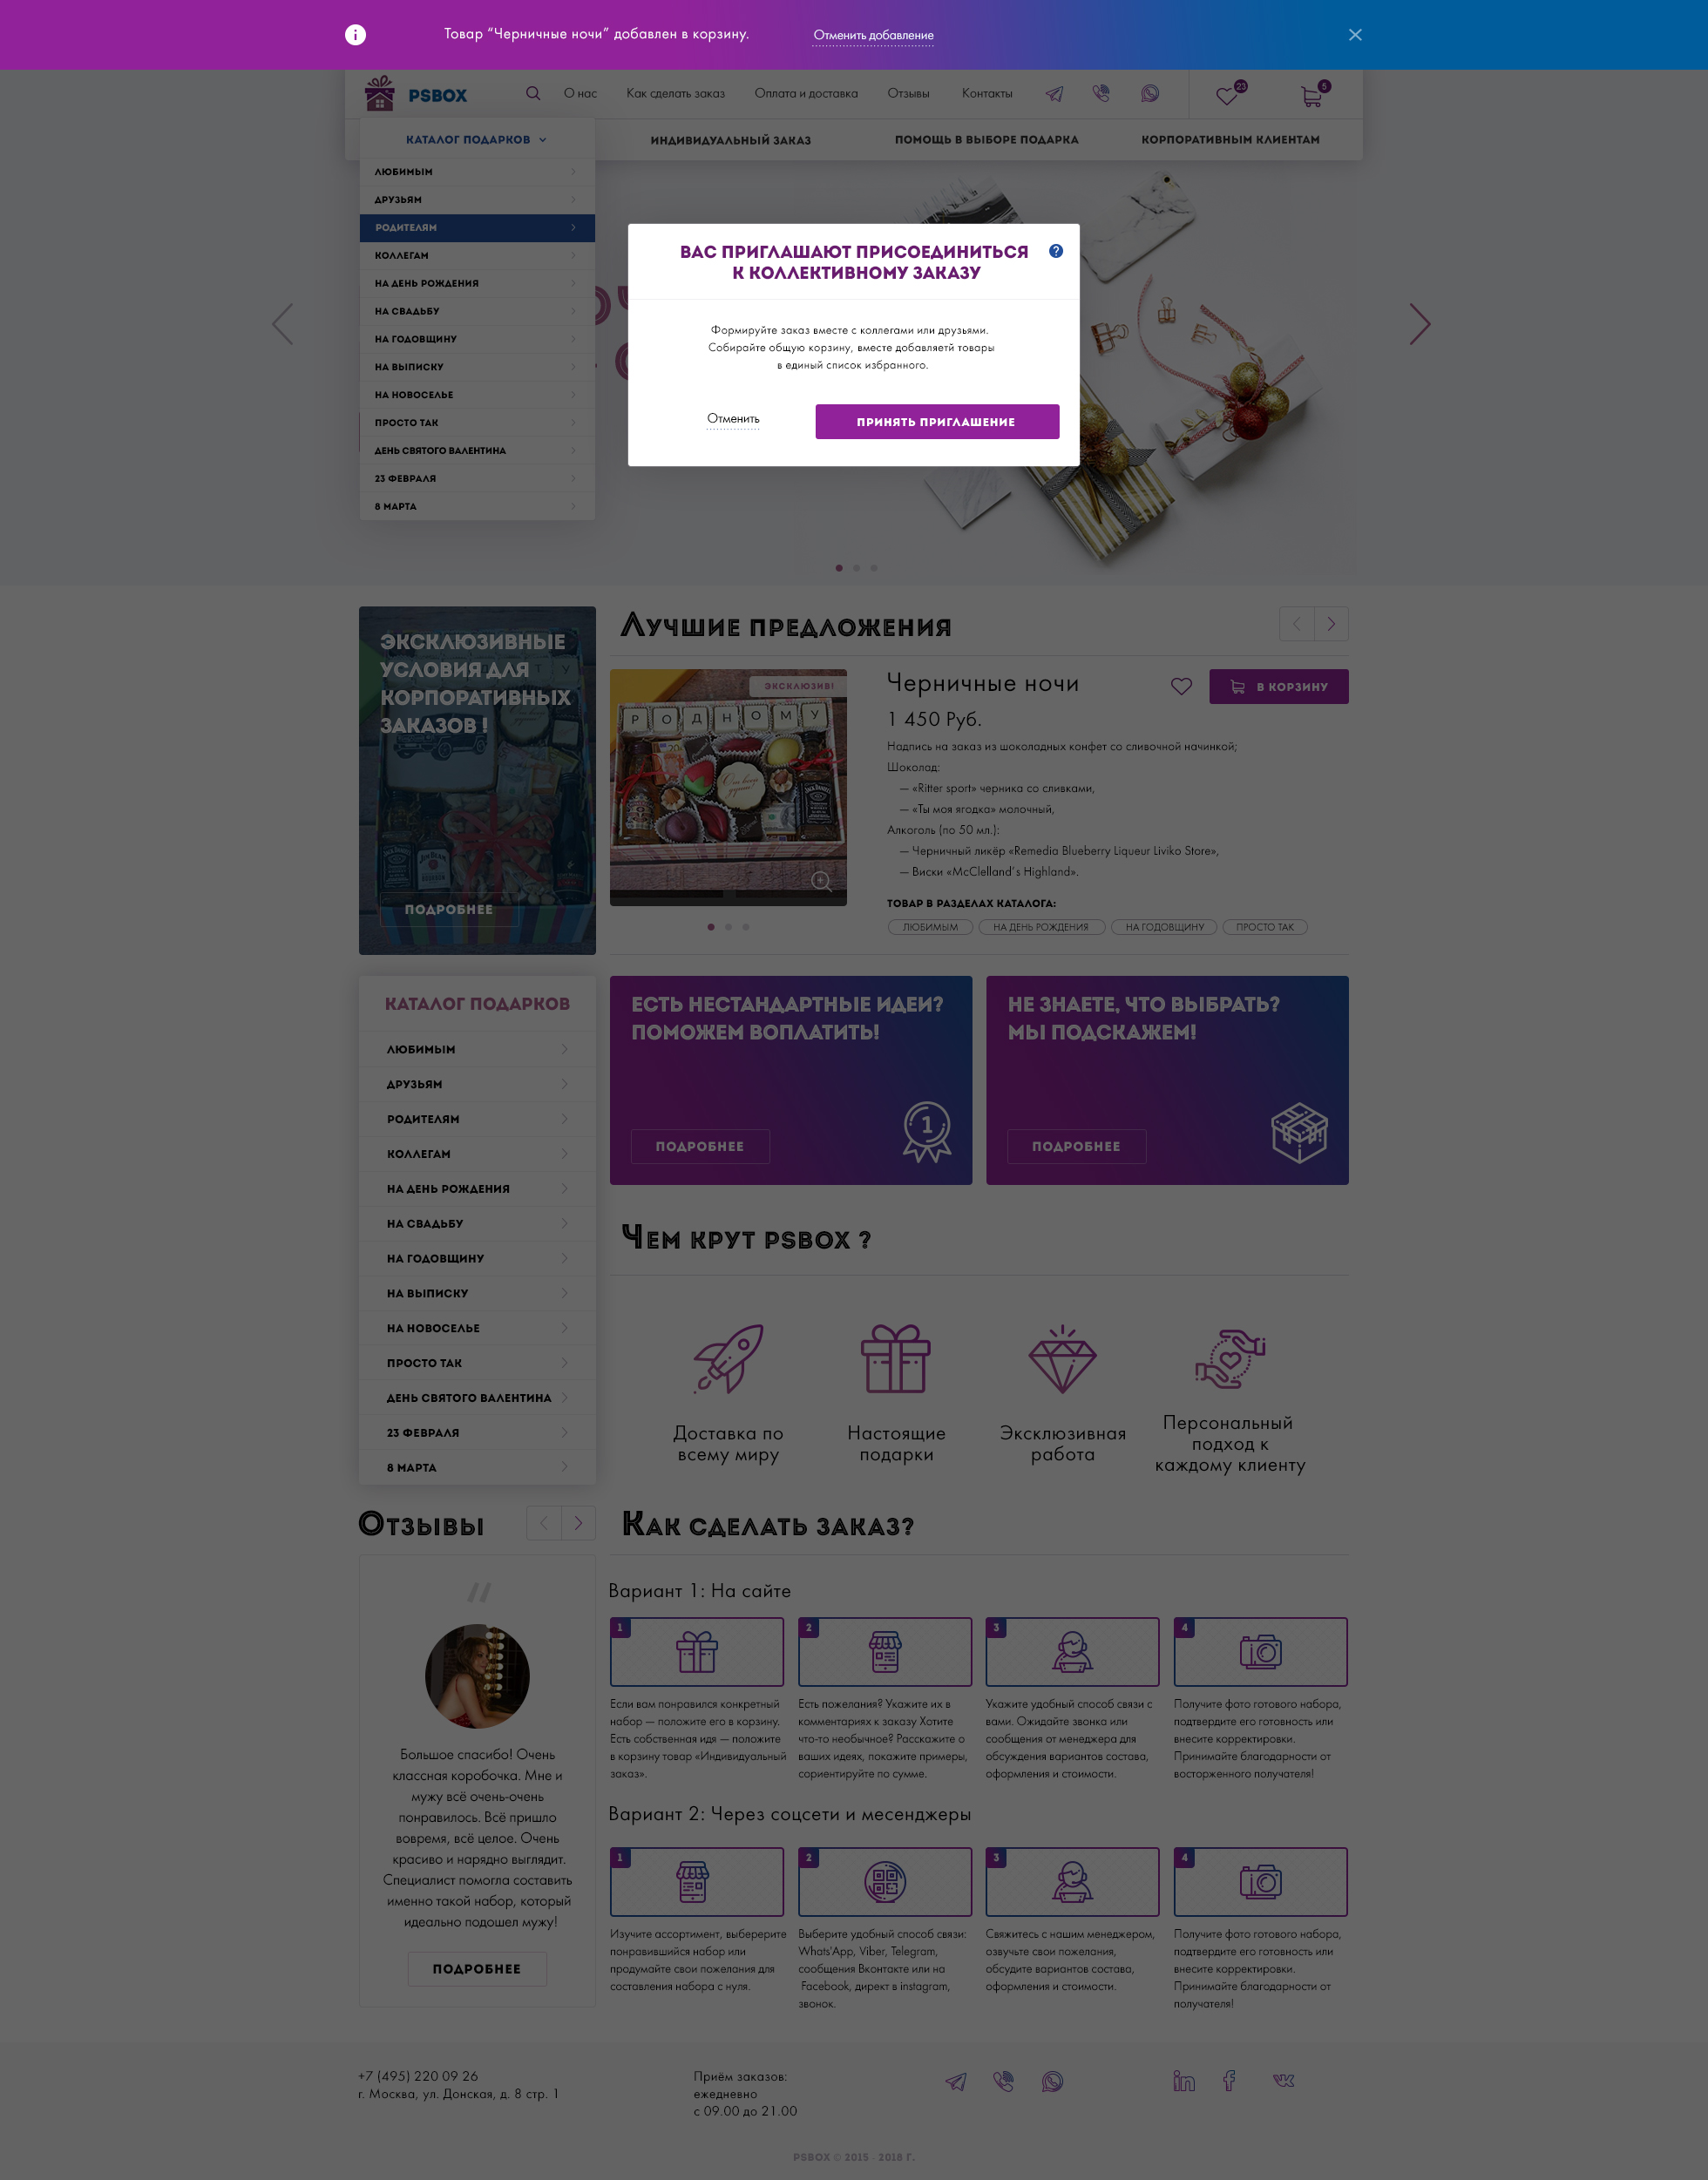 Товар “Черничные ночи” добавлен в корзину.
Отменить добавление
PSBOX
О нас
Как сделать заказ
Оплата и доставка
Отзывы
Контакты
23
5
КАТАЛОГ ПОДАРКОВ
ИНДИВИДУАЛЬНЫЙ ЗАКАЗ
ПОМОЩЬ В ВЫБОРЕ ПОДАРКА
КОРПОРАТИВНЫМ КЛИЕНТАМ
ЛЮБИМЫМ
ДРУЗЬЯМ
РОДИТЕЛЯМ
КОЛЛЕГАМ
НА ДЕНЬ РОЖДЕНИЯ
НА СВАДЬБУ
НА ГОДОВЩИНУ
НА ВЫПИСКУ
НА НОВОСЕЛЬЕ
ПРОСТО ТАК
ДЕНЬ СВЯТОГО ВАЛЕНТИНА
23 ФЕВРАЛЯ
8 МАРТА
ВАС ПРИГЛАШАЮТ ПРИСОЕДИНИТЬСЯ
К КОЛЛЕКТИВНОМУ ЗАКАЗУ
?
Формируйте заказ вместе с коллегами или друзьями.
Собирайте общую корзину, вместе добавляетй товары
в единый список избранного.
Отменить
ПРИНЯТЬ ПРИГЛАШЕНИЕ
ЭКСКЛЮЗИВНЫЕ
УСЛОВИЯ ДЛЯ
КОРПОРАТИВНЫХ
ЗАКАЗОВ !
ПОДРОБНЕЕ
Лучшие предложения
ЭКСКЛЮЗИВ!
РОДНОМУ
JACK DANIEL'S
JIM BEAM
Черничные ночи
В КОРЗИНУ
1 450 Руб.
Надпись на заказ из шоколадных конфет со сливочной начинкой;
Шоколад:
— «Ritter sport» черника со сливками,
— «Ты моя ягодка» молочный,
Алкоголь (по 50 мл.):
— Черничный ликёр «Remedia Blueberry Liqueur Liviko Store»,
— Виски «McClelland`s Highland».
ТОВАР В РАЗДЕЛАХ КАТАЛОГА:
ЛЮБИМЫМ
НА ДЕНЬ РОЖДЕНИЯ
НА ГОДОВЩИНУ
ПРОСТО ТАК
КАТАЛОГ ПОДАРКОВ
ЛЮБИМЫМ
ДРУЗЬЯМ
РОДИТЕЛЯМ
КОЛЛЕГАМ
НА ДЕНЬ РОЖДЕНИЯ
НА СВАДЬБУ
НА ГОДОВЩИНУ
НА ВЫПИСКУ
НА НОВОСЕЛЬЕ
ПРОСТО ТАК
ДЕНЬ СВЯТОГО ВАЛЕНТИНА
23 ФЕВРАЛЯ
8 МАРТА
ЕСТЬ НЕСТАНДАРТНЫЕ ИДЕИ?
ПОМОЖЕМ ВОПЛАТИТЬ!
ПОДРОБНЕЕ
1
НЕ ЗНАЕТЕ, ЧТО ВЫБРАТЬ?
МЫ ПОДСКАЖЕМ!
ПОДРОБНЕЕ
Чем крут PSBOX ?
Доставка по
всему миру
Настоящие
подарки
Эксклюзивная
работа
Персональный
подход к
каждому клиенту
Отзывы
“
Большое спасибо! Очень
классная коробочка. Мне и
мужу всё очень-очень
понравилось. Всё пришло
вовремя, всё целое. Очень
красиво и нарядно выглядит.
Специалист помогла составить
именно такой набор, который
идеально подошел мужу!
ПОДРОБНЕЕ
Как сделать заказ?
Вариант 1: На сайте
1
Если вам понравился конкретный
набор — положите его в корзину.
Есть собственная идя — положите
в корзину товар «Индивидуальный
заказ».
2
Есть пожелания? Укажите их в
комментариях к заказу Хотите
что-то необычное? Расскажите о
ваших идеях, покажите примеры,
сориентируйте по сумме.
3
Укажите удобный способ связи с
вами. Ожидайте звонка или
сообщения от менеджера для
обсуждения вариантов состава,
оформления и стоимости.
4
Получите фото готового набора,
подтвердите его готовность или
внесите корректировки.
Принимайте благодарности от
восторженного получателя!
Вариант 2: Через соцсети и месенджеры
1
Изучите ассортимент, выберерите
понравившийся набор или
продумайте свои пожелания для
составления набора с нуля.
2
Выберите удобный способ связи:
Whats'App, Viber, Telegram,
сообщения Вконтакте или на
Facebook, директ в instagram,
звонок.
3
Свяжитесь с нашим менеджером,
озвучьте свои пожелания,
обсудите вариантов состава,
оформления и стоимости.
4
Получите фото готового набора,
подтвердите его готовность или
внесите корректировки.
Принимайте благодарности от
получателя!
+7 (495) 220 09 26
г. Москва, ул. Донская, д. 8 стр. 1
Приём заказов:
ежедневно
с 09.00 до 21.00
PSBOX © 2015 - 2018 Г.